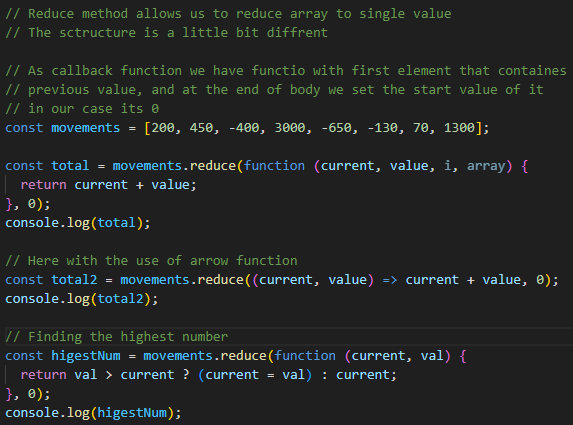 // Reduce method allows us to reduce array to single value
// The sctructure is a little bit diffrent
// As callback function we have functio with first element that containes
// previous value, and at the end of body we set the start value of it
// in our case its 0
const movements = [200, 450, -400, 3000, -650, -130, 70, 1300];
const total = movements.reduce(function (current, value, i, array) {
return current + value;
}, 0);
console.log(total);
// Here with the use of arrow function
const total2 = movements.reduce((current, value) => current + value, 0);
console.log(total2);
// Finding the highest number
const higestNum = movements.reduce(function (current, val) {
return val > current ? (current = val) : current;
}, 0);
console.log(higestNum);